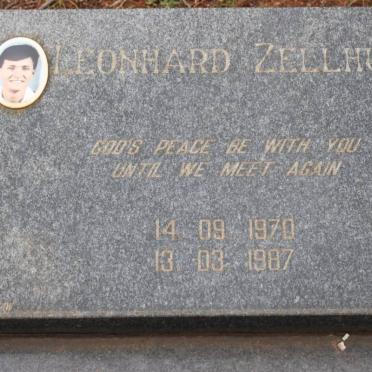 LEONHARD ZELLHU
GOD'S PEACE BE WITH YOU
UNTIL WE MEET AGAIN
14 09 1970
13 03 1987